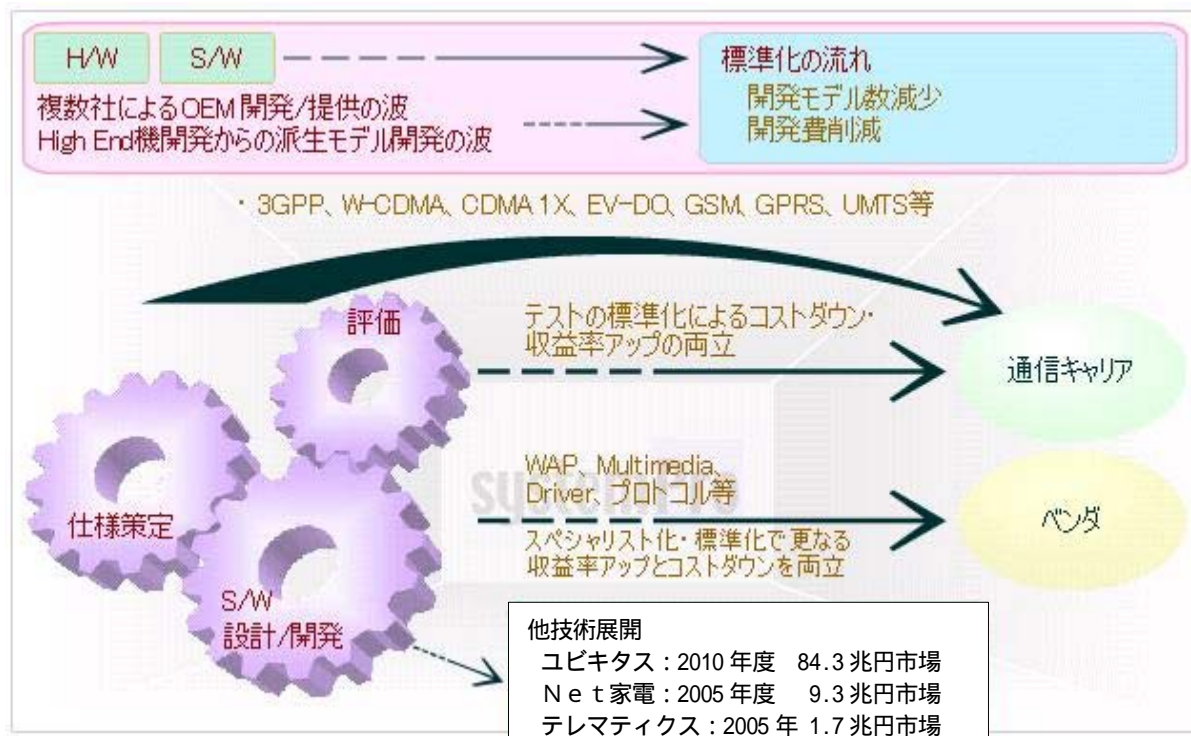 H/W S/W
複数社によるOEM開発/提供の波
High End機開発からの派生モデル開発の波
標準化の流れ
開発モデル数減少
開発費削減
・3GPP、W-CDMA、CDMA 1X、EV-DO、GSM、GPRS、UMTS等
評価
仕様策定
S/W
設計/開発
テストの標準化によるコストダウン・
収益率アップの両立
通信キャリア
WAP、Multimedia、
Driver、プロトコル等
スペシャリスト化・標準化で更なる
収益率アップとコストダウンを両立
ベンダ
他技術展開
ユビキタス：2010年度 84.3兆円市場
Ｎｅｔ家電：2005年度 9.3兆円市場
テレマティクス：2005年 1.7兆円市場